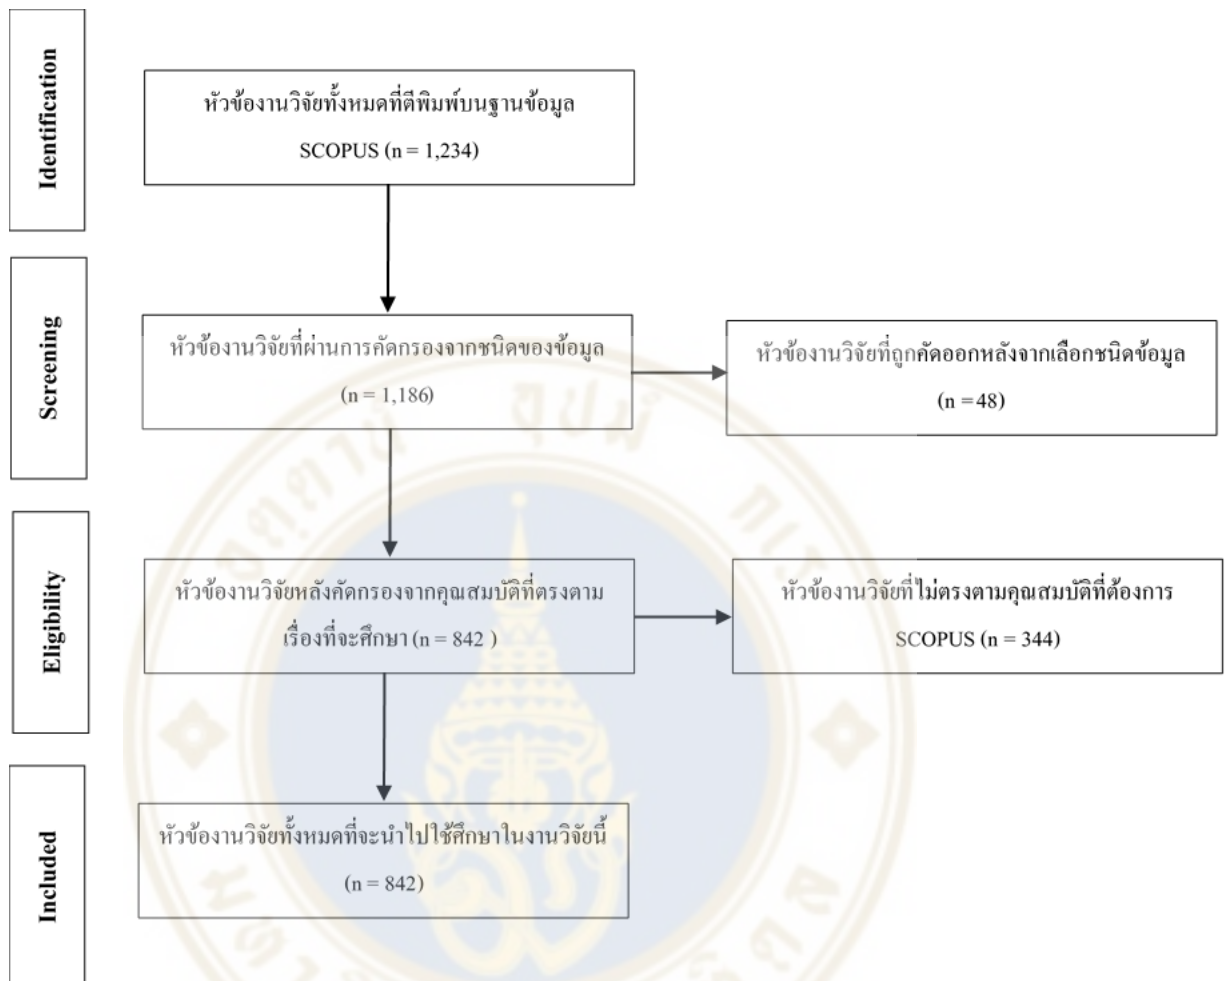 Identification
หัวข้องานวิจัยทั้งหมดที่ตีพิมพ์บนฐานข้อมูล
SCOPUS (n = 1,234)
Screening
หัวข้องานวิจัยที่ผ่านการคัดกรองจากชนิดของข้อมูล
(n = 1,186)
หัวข้องานวิจัยที่ถูกคัดออกหลังจากเลือกชนิดข้อมูล
(n =48)
Eligibility
หัวข้องานวิจัยหลังคัดกรองจากคุณสมบัติที่ตรงตาม
เรื่องที่จะศึกษา (n = 842 )
หัวข้องานวิจัยที่ไม่ตรงตามคุณสมบัติที่ต้องการ
SCOPUS (n = 344)
Included
หัวข้องานวิจัยทั้งหมดที่จะนำไปใช้ศึกษาในงานวิจัยนี้
(n = 842)